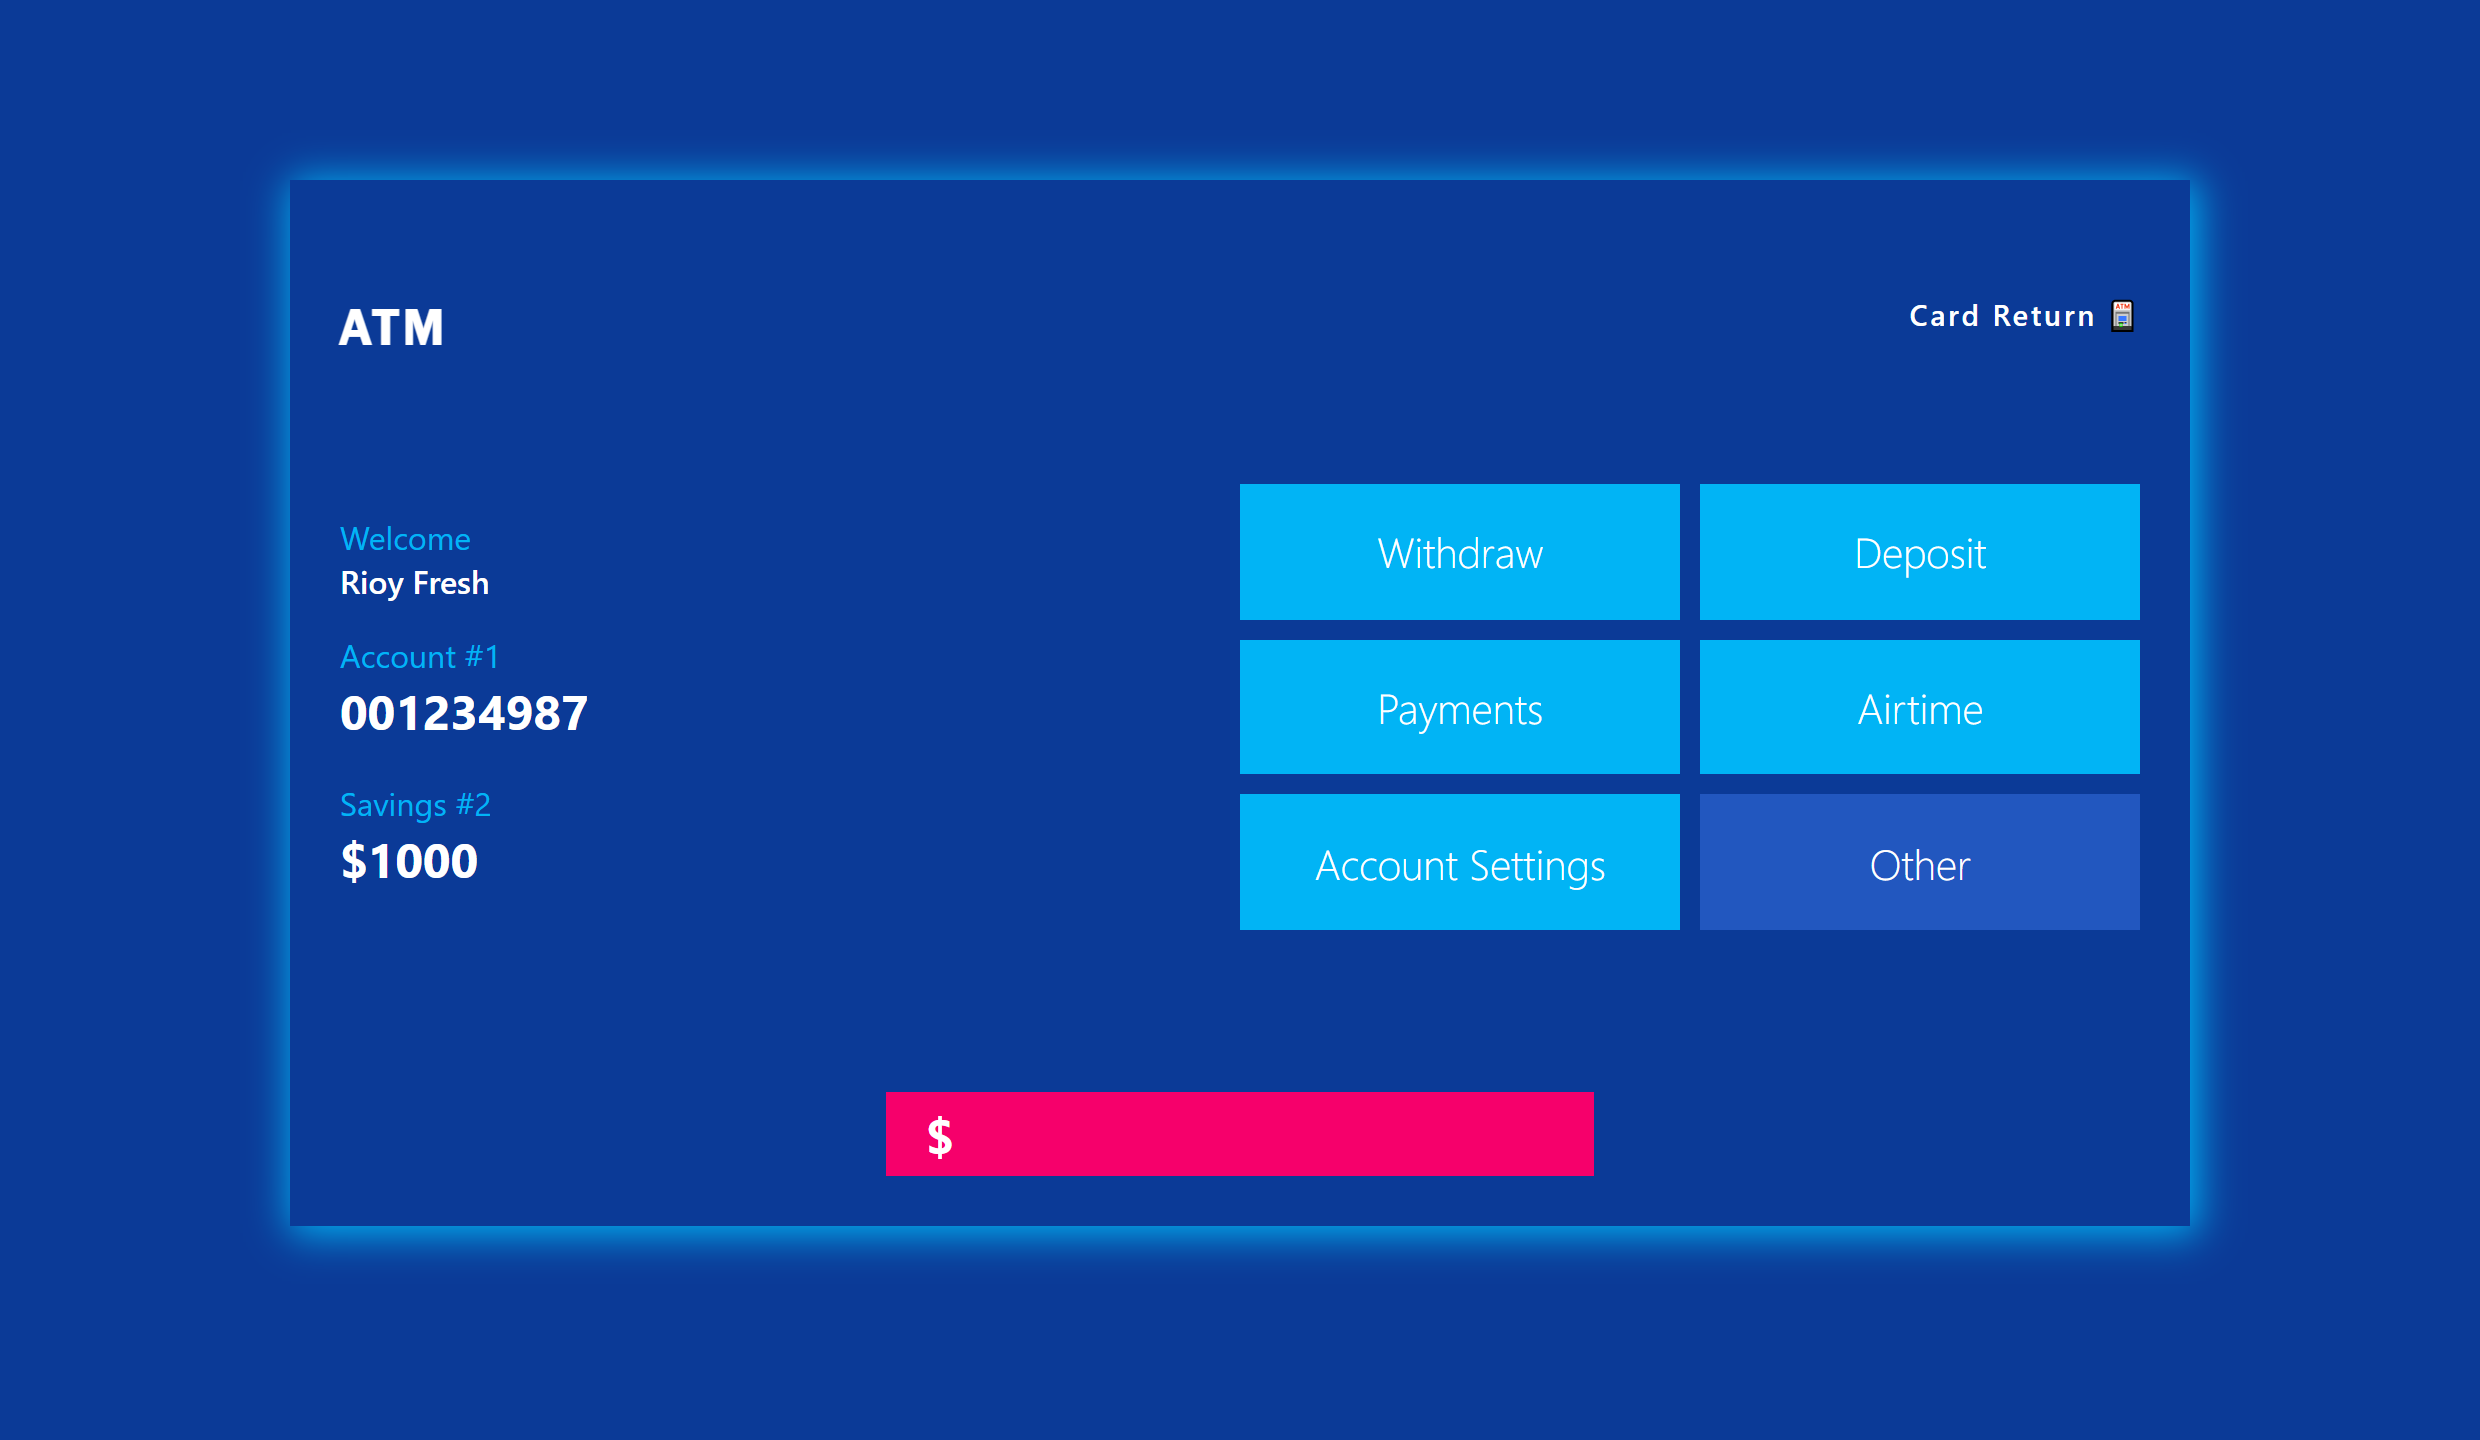 ATM
Card Return
Welcome
Rioy Fresh
Account #1
001234987
Savings #2
$1000
Withdraw
Deposit
Payments
Airtime
Account Settings
Other
$